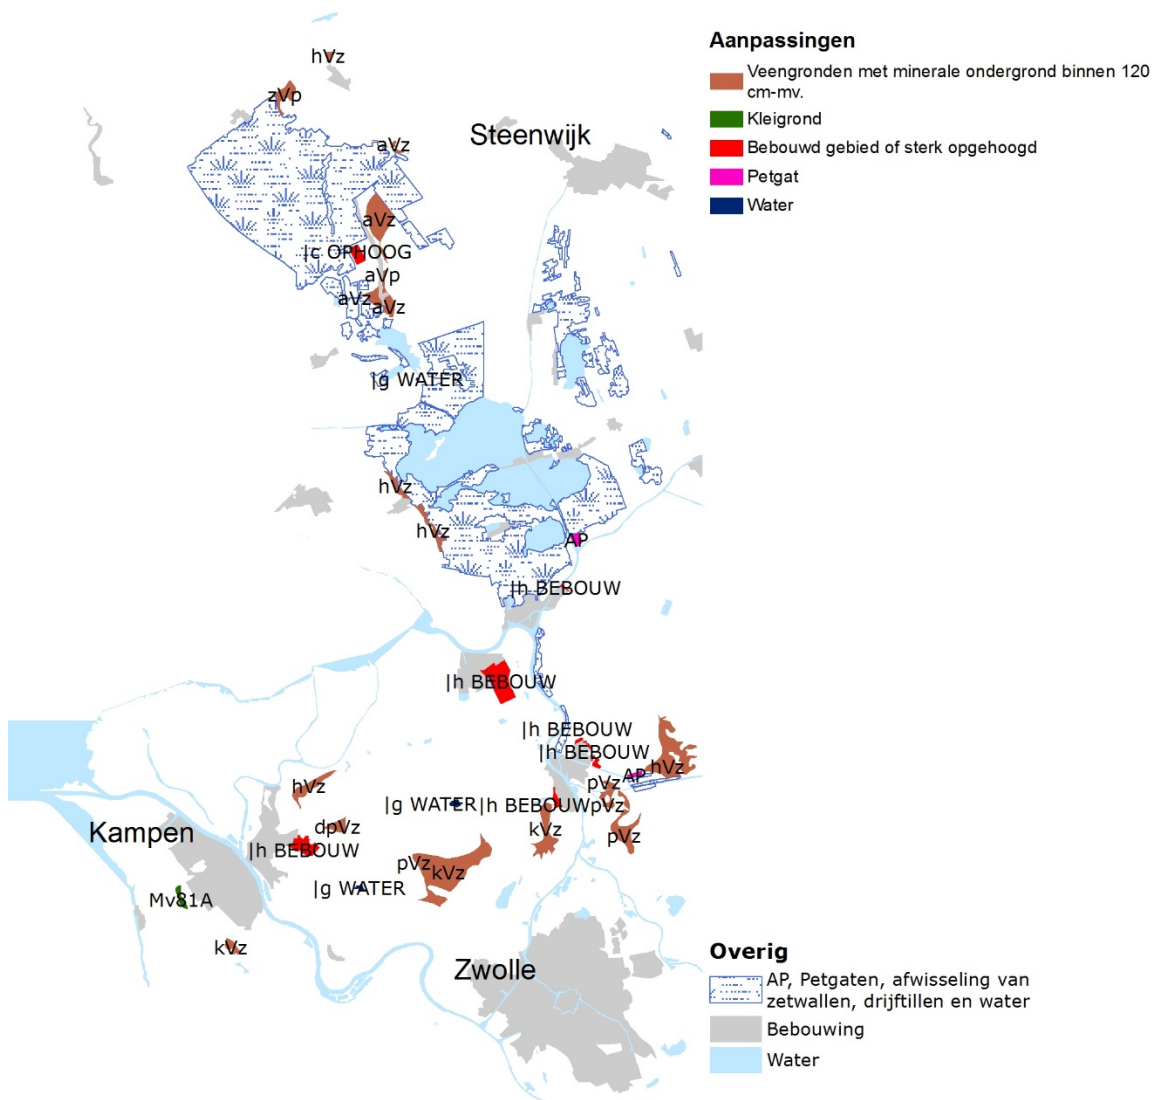 hVz
zVp
Steenwijk
aVz
aVz
|c OPHOOG
aVp
aVz
aVz
|g WATER
hVz
hVz
AP
|h BEBOUW
|h BEBOUW
|h BEBOUW
|h BEBOUW
hVz
AP
pVz
hVz
|g WATER
|h BEBOUW
pVz
Kampen
dpVz
kVz
pVz
|h BEBOUW
pVz
kVz
|g WATER
Mv81A
kVz
Zwolle
Aanpassingen
Veengronden met minerale ondergrond binnen 120
cm-mv.
Kleigrond
Bebouwd gebied of sterk opgehoogd
Petgat
Water
Overig
AP, Petgaten, afwisseling van
zetwallen, drijftillen en water
Bebouwing
Water